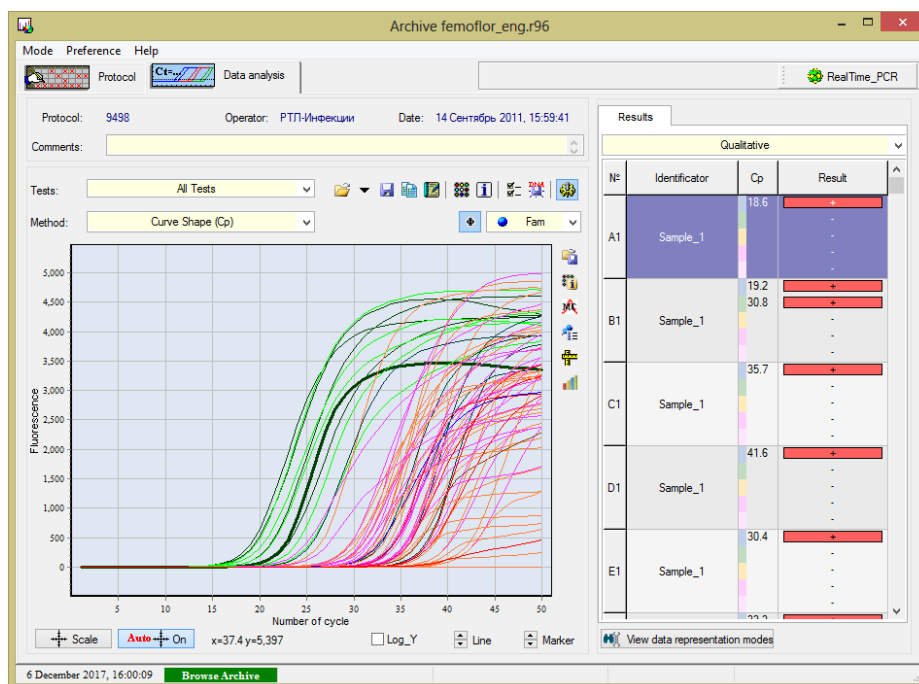 Archive femoflor_eng.r96
Mode Preference Help
Protocol
Ct=...
Data analysis
RealTime_PCR
Protocol: 9498 Operator: РТЛ-Инфекции Date: 14 Сентябрь 2011, 15:59:41
Comments:
Tests: All Tests
Method: Curve Shape (Cp)
Fam
5,000
4,500
4,000
3,500
3,000
2,500
2,000
1,500
1,000
500
0
Fluorescence
5 10 15 20 25 30 35 40 45 50
Number of cycle
Scale
Auto On
x=37.4 y=5,397
Log_Y
Line
Marker
Results
Qualitative
№ Identificator Cp Result
A1 Sample_1 18.6 +
-
-
-
-
B1 Sample_1 19.2 +
30.8 +
-
-
-
C1 Sample_1 35.7 +
-
-
-
-
D1 Sample_1 41.6 +
-
-
-
-
E1 Sample_1 30.4 +
-
-
-
-
View data representation modes
6 December 2017, 16:00:09 Browse Archive